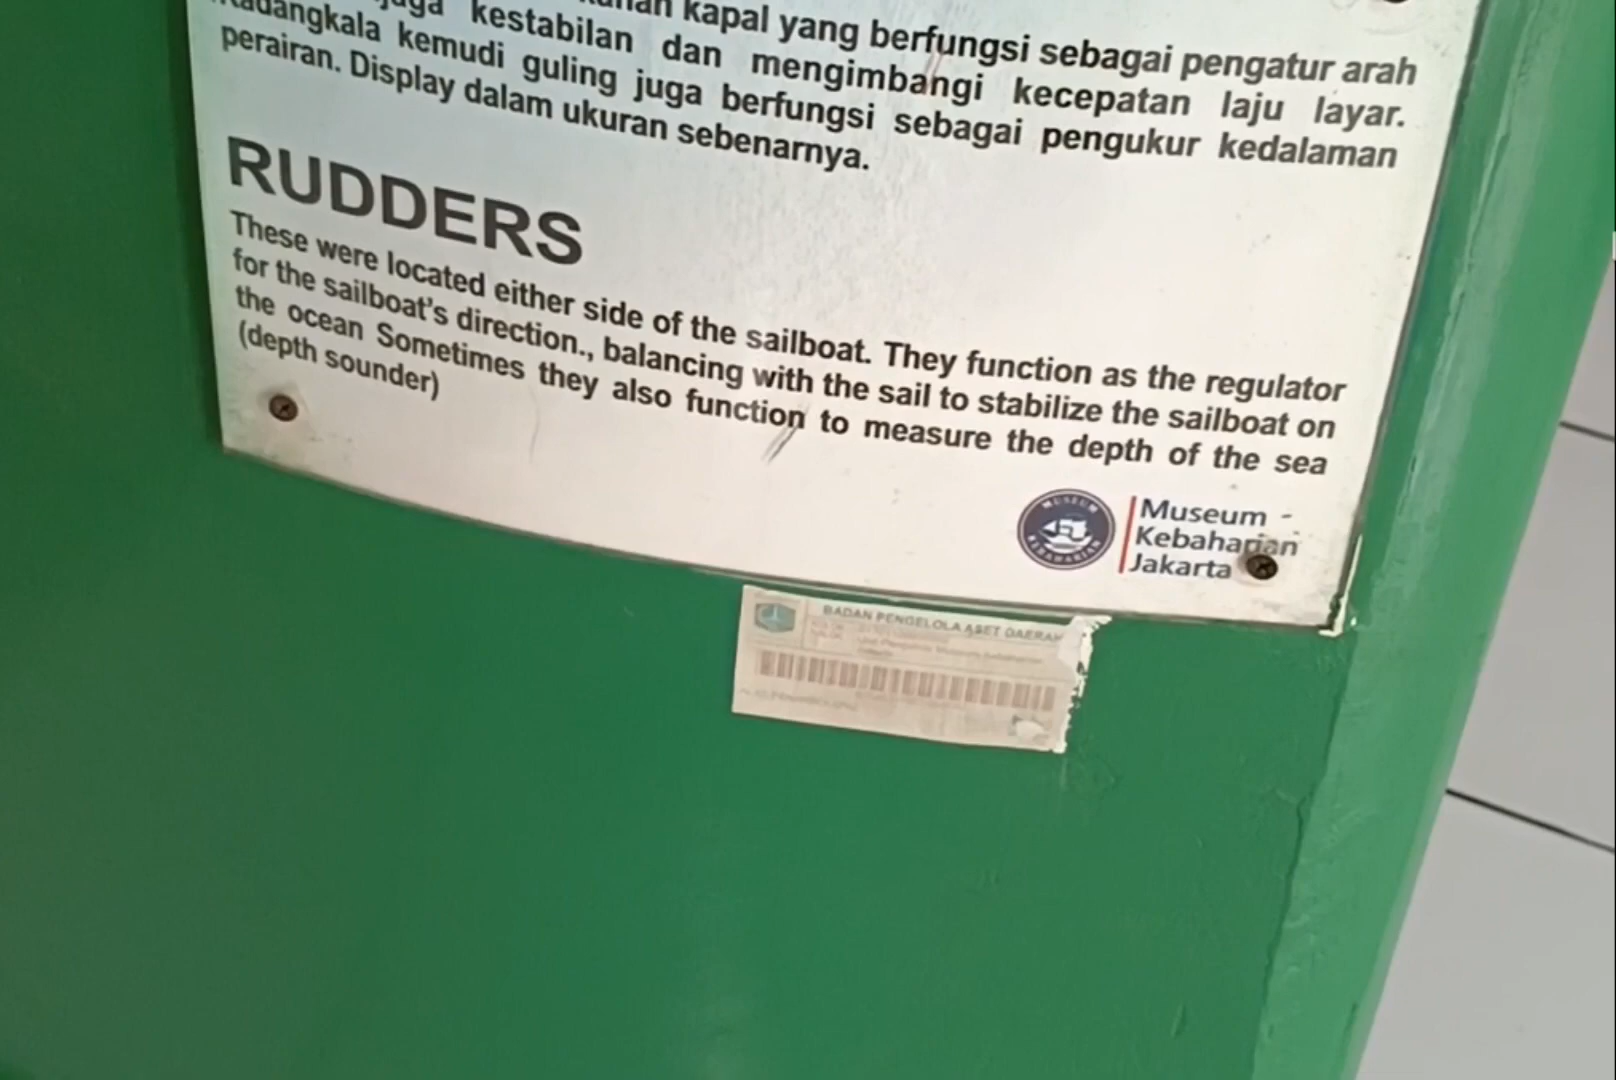 kapal yang berfungsi sebagai pengatur arah
juga kestabilan dan mengimbangi kecepatan laju layar.
kemudi guling juga berfungsi sebagai pengukur kedalaman
perairan. Display dalam ukuran sebenarnya.
RUDDERS
These were located either side of the sailboat. They function as the regulator
for the sailboat's direction., balancing with the sail to stabilize the sailboat on
the ocean Sometimes they also function to measure the depth of the sea
(depth sounder)
MUSEUM
KEBAHARIAN
Museum -
Kebaharian
Jakarta
BADAN PENGELOLA ASET DAERAH